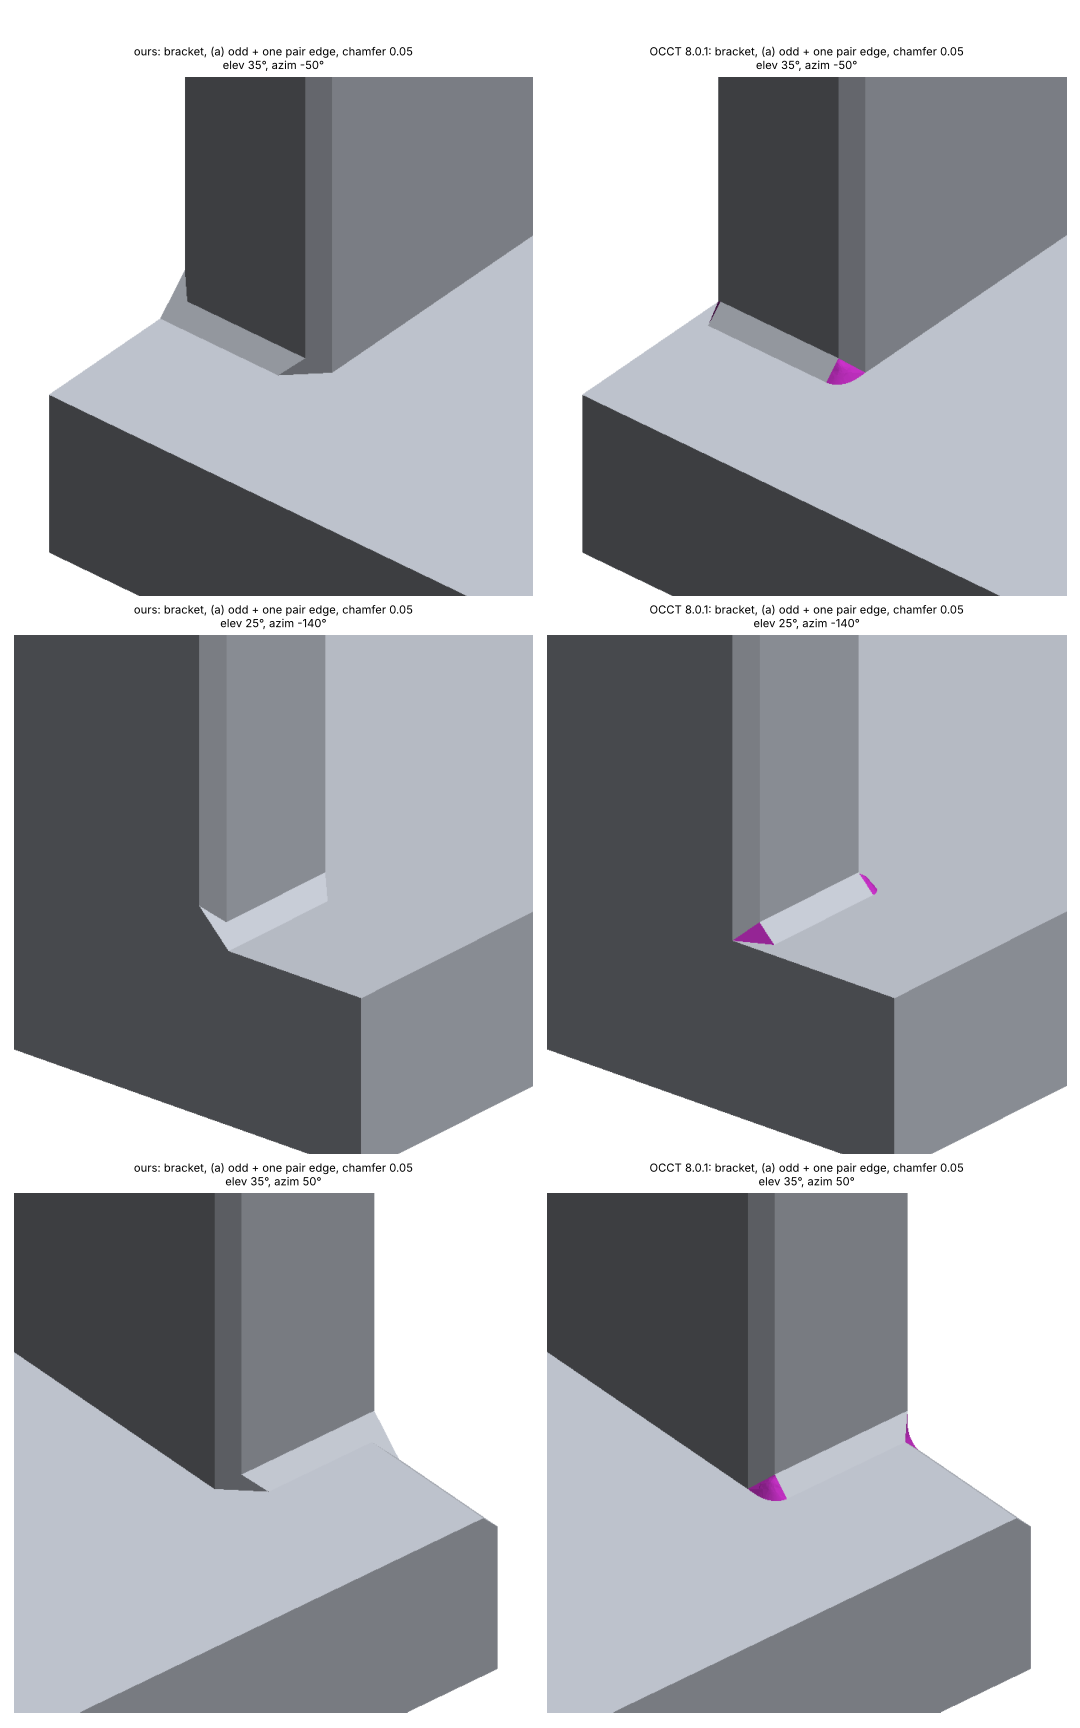 ours: bracket, (a) odd + one pair edge, chamfer 0.05
elev 35°, azim -50°
OCCT 8.0.1: bracket, (a) odd + one pair edge, chamfer 0.05
elev 35°, azim -50°
ours: bracket, (a) odd + one pair edge, chamfer 0.05
elev 25°, azim -140°
OCCT 8.0.1: bracket, (a) odd + one pair edge, chamfer 0.05
elev 25°, azim -140°
ours: bracket, (a) odd + one pair edge, chamfer 0.05
elev 35°, azim 50°
OCCT 8.0.1: bracket, (a) odd + one pair edge, chamfer 0.05
elev 35°, azim 50°